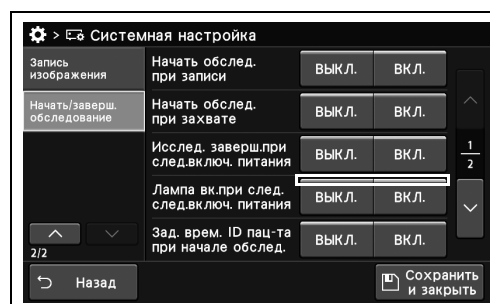 > Системная настройка
Запись
изображения
Начать/заверш.
обследование
2/2
Начать обслед.
при записи
ВЫКЛ. ВКЛ.
Начать обслед.
при захвате
ВЫКЛ. ВКЛ.
Исслед. заверш.при
след.включ. питания
ВЫКЛ. ВКЛ.
Лампа вк.при след.
след.включ. питания
ВЫКЛ. ВКЛ.
Зад. врем. ID пац-та
при начале обслед.
ВЫКЛ. ВКЛ.
1
2
Назад
Сохранить
и закрыть